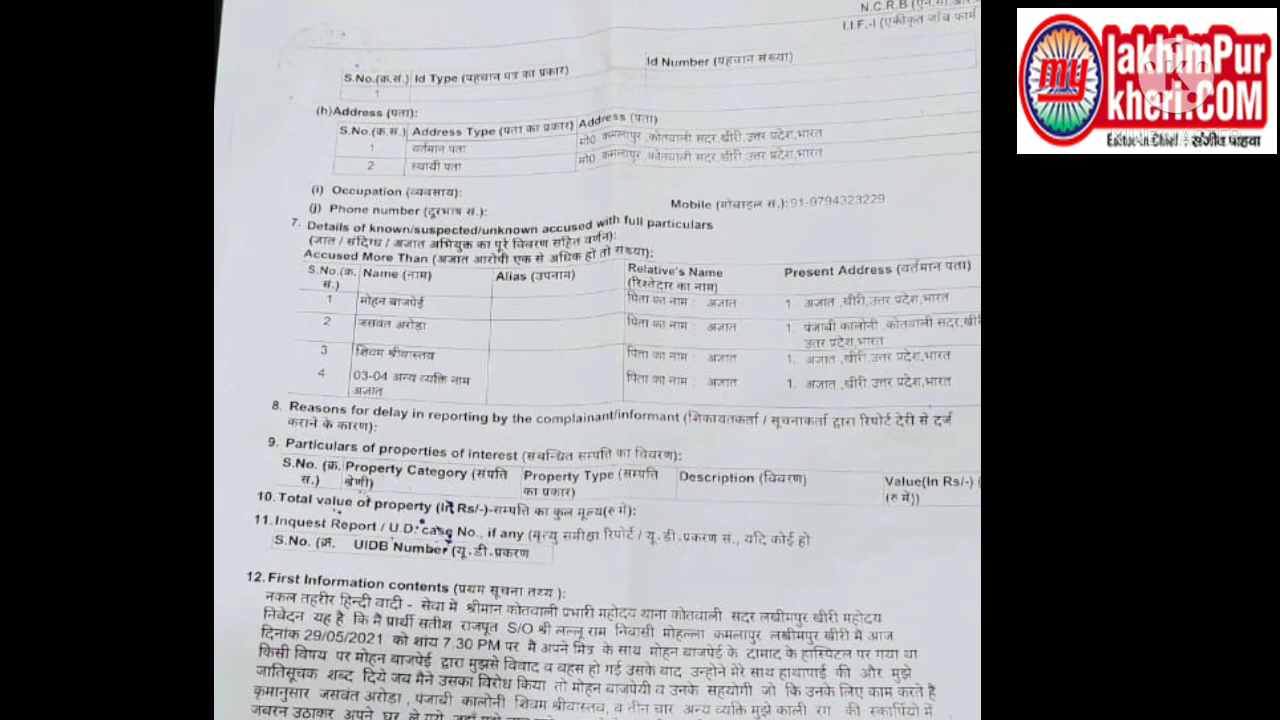 N.C.R.B
I.I.F.-I (एकीकृत जाँच फार्म
S.No.(क्र.सं.) Id Type (पहचान पत्र का प्रकार) Id Number (पहचान संख्या)
1
(h) Address (पता):
S.No.(क्र.सं.) Address Type (पता का प्रकार) Address (पता)
1 वर्तमान पता मो0 कमलापुर ,कोतवाली सदर,खीरी,उत्तर प्रदेश,भारत
2 स्थायी पता मो0 कमलापुर ,कोतवाली सदर,खीरी,उत्तर प्रदेश,भारत
(i) Occupation (व्यवसाय):
(j) Phone number (दूरभाष सं.): Mobile (मोबाइल सं.): 91-9794323229
7. Details of known/suspected/unknown accused with full particulars
(ज्ञात / संदिग्ध / अज्ञात अभियुक्त का पूरे विवरण सहित वर्णन):
Accused More Than (अज्ञात आरोपी एक से अधिक हो तो संख्या):
S.No.(क्र. सं.) Name (नाम) Alias (उपनाम) Relative's Name (रिश्तेदार का नाम) Present Address (वर्तमान पता)
1 मोहन बाजपेई पिता का नाम : अज्ञात 1. अज्ञात ,खीरी,उत्तर प्रदेश,भारत
2 जसवंत अरोड़ा पिता का नाम : अज्ञात 1. पंजाबी कालोनी ,कोतवाली सदर,खीरी
उत्तर प्रदेश,भारत
3 शिवम श्रीवास्तव पिता का नाम : अज्ञात 1. अज्ञात ,खीरी,उत्तर प्रदेश,भारत
4 03-04 अन्य व्यक्ति नाम अज्ञात पिता का नाम : अज्ञात 1. अज्ञात ,खीरी,उत्तर प्रदेश,भारत
8. Reasons for delay in reporting by the complainant/informant (शिकायतकर्ता / सूचनाकर्ता द्वारा रिपोर्ट देरी से दर्ज
कराने के कारण):
9. Particulars of properties of interest (संबन्धित सम्पति का विवरण):
S.No. (क्र. सं.) Property Category (संपति श्रेणी) Property Type (सम्पति का प्रकार) Description (विवरण) Value(In Rs/-) (रु में))
10. Total value of property (In Rs/-)-सम्पति का कुल मूल्य(रु में):
11. Inquest Report / U.D. case No., if any (मृत्यु समीक्षा रिपोर्ट / यू.डी.प्रकरण सं., यदि कोई हो
S.No. (क्र. UIDB Number (यू.डी.प्रकरण
12. First Information contents (प्रथम सूचना तथ्य ):
नकल तहरीर हिन्दी वादी - सेवा में श्रीमान कोतवाली प्रभारी महोदय थाना कोतवाली सदर लखीमपुर खीरी महोदय
निवेदन यह है कि मै प्रार्थी सतीश राजपूत S/O श्री लल्लू राम निवासी मोहल्ला कमलापुर लखीमपुर खीरी मै आज
दिनांक 29/05/2021 को शांय 7.30 PM पर मै अपने मित्र के साथ मोहन बाजपेई के दामाद के हास्पिटल पर गया था
किसी विषय पर मोहन बाजपेई द्वारा मुझसे विवाद व बहस हो गई उसके बाद उन्होने मेरे साथ हाथापाई की और मुझे
जातिसूचक शब्द दिये जब मैने उसका विरोध किया तो मोहन बाजपेयी व उनके सहयोगी जो कि उनके लिए काम करते है
क्रमानुसार जसवंत अरोड़ा , पंजाबी कालोनी शिवम श्रीवास्तव, व तीन चार अन्य व्यक्ति मुझे काली रंग की स्कार्पियो में
जबरन उठाकर अपने घर ले गये
my lakhimpur
kheri.COM
Editor in Chief : संजीव पाहवा